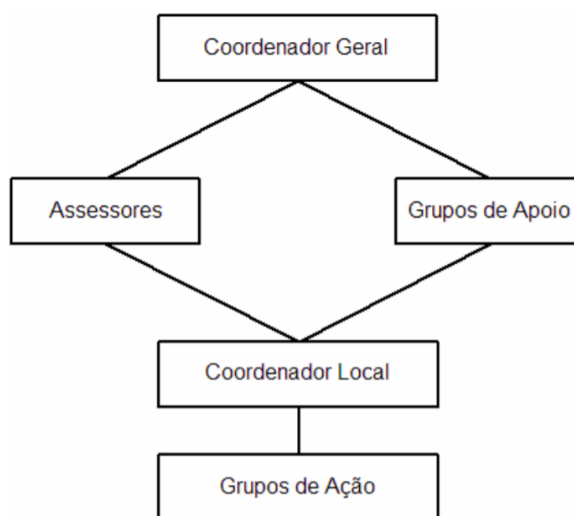 Coordenador Geral
Assessores
Grupos de Apoio
Coordenador Local
Grupos de Ação